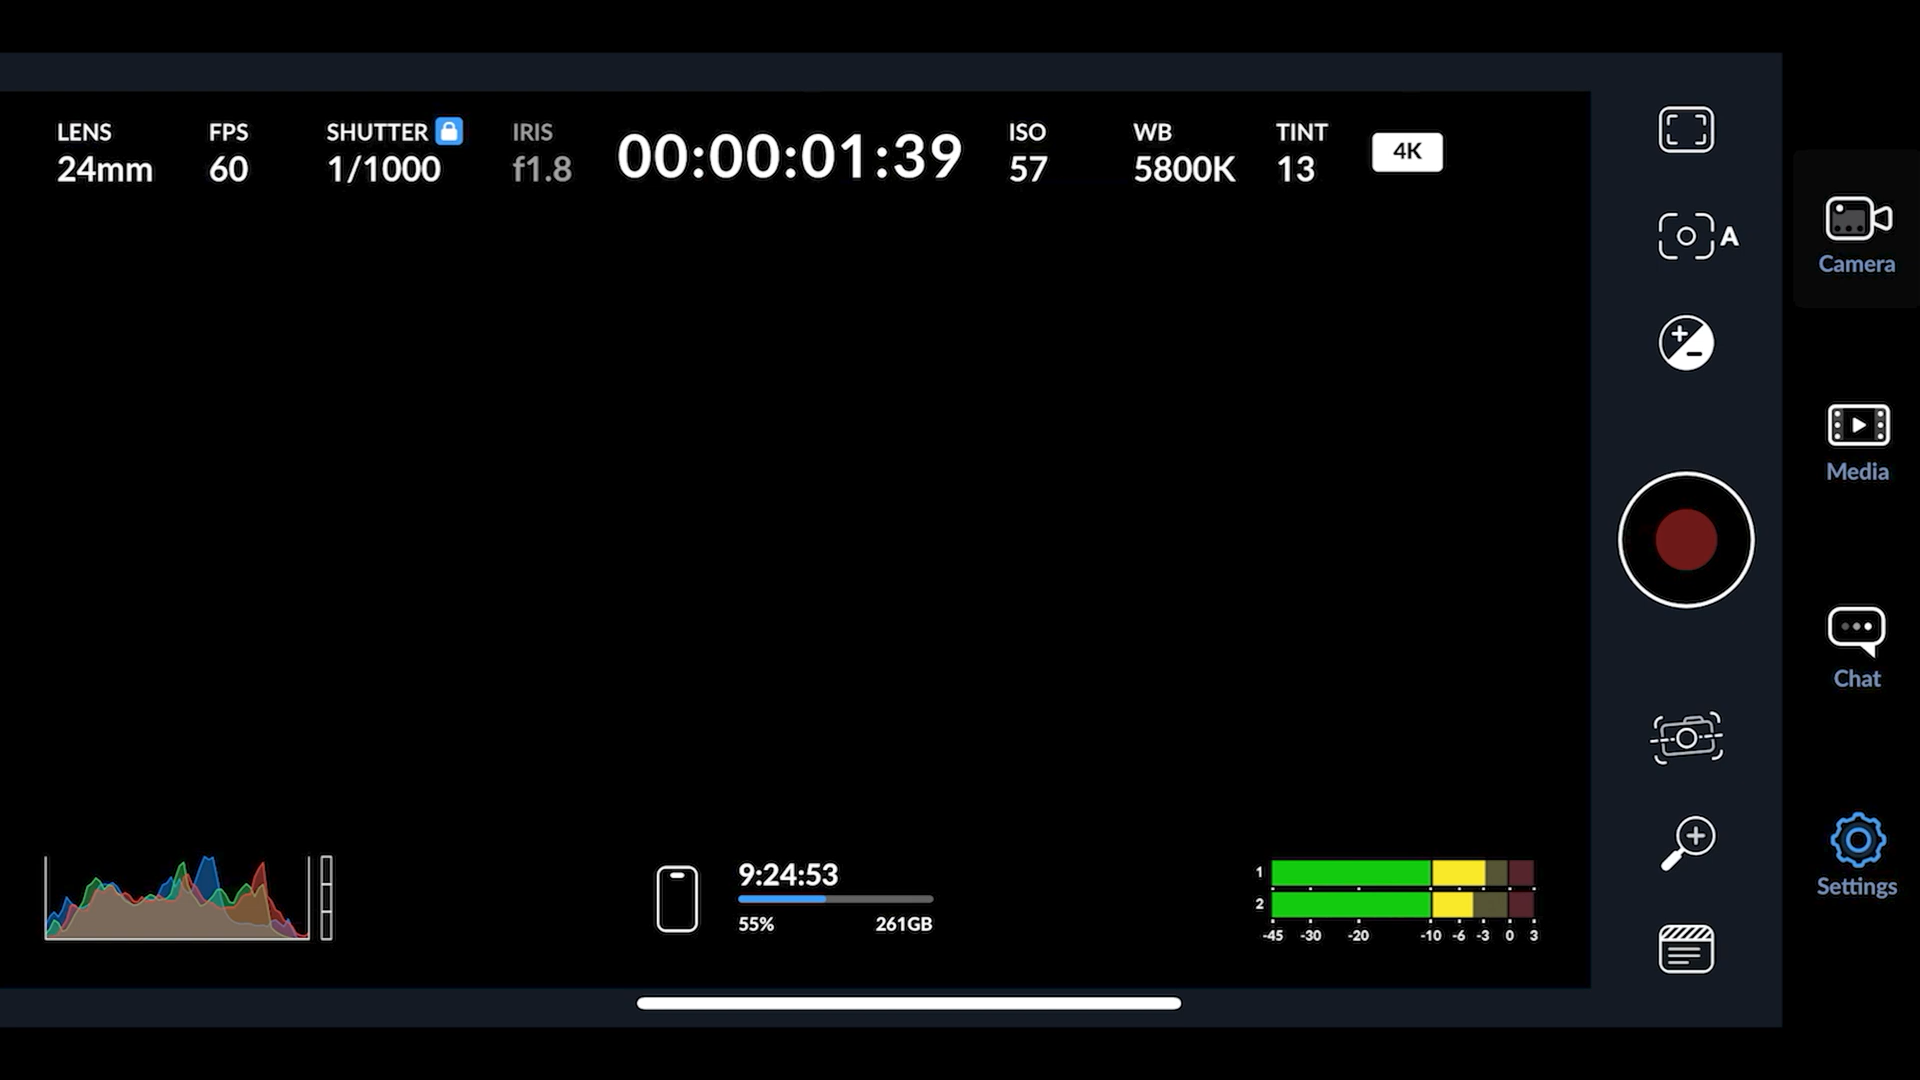 LENS FPS SHUTTER IRIS 00:00:01:39 ISO WB TINT 4K
24mm 60 1/1000 f1.8 57 5800K 13
A
Camera
Media
Chat
Settings
9:24:53
55% 261GB
1
2
-45 -30 -20 -10 -6 -3 0 3